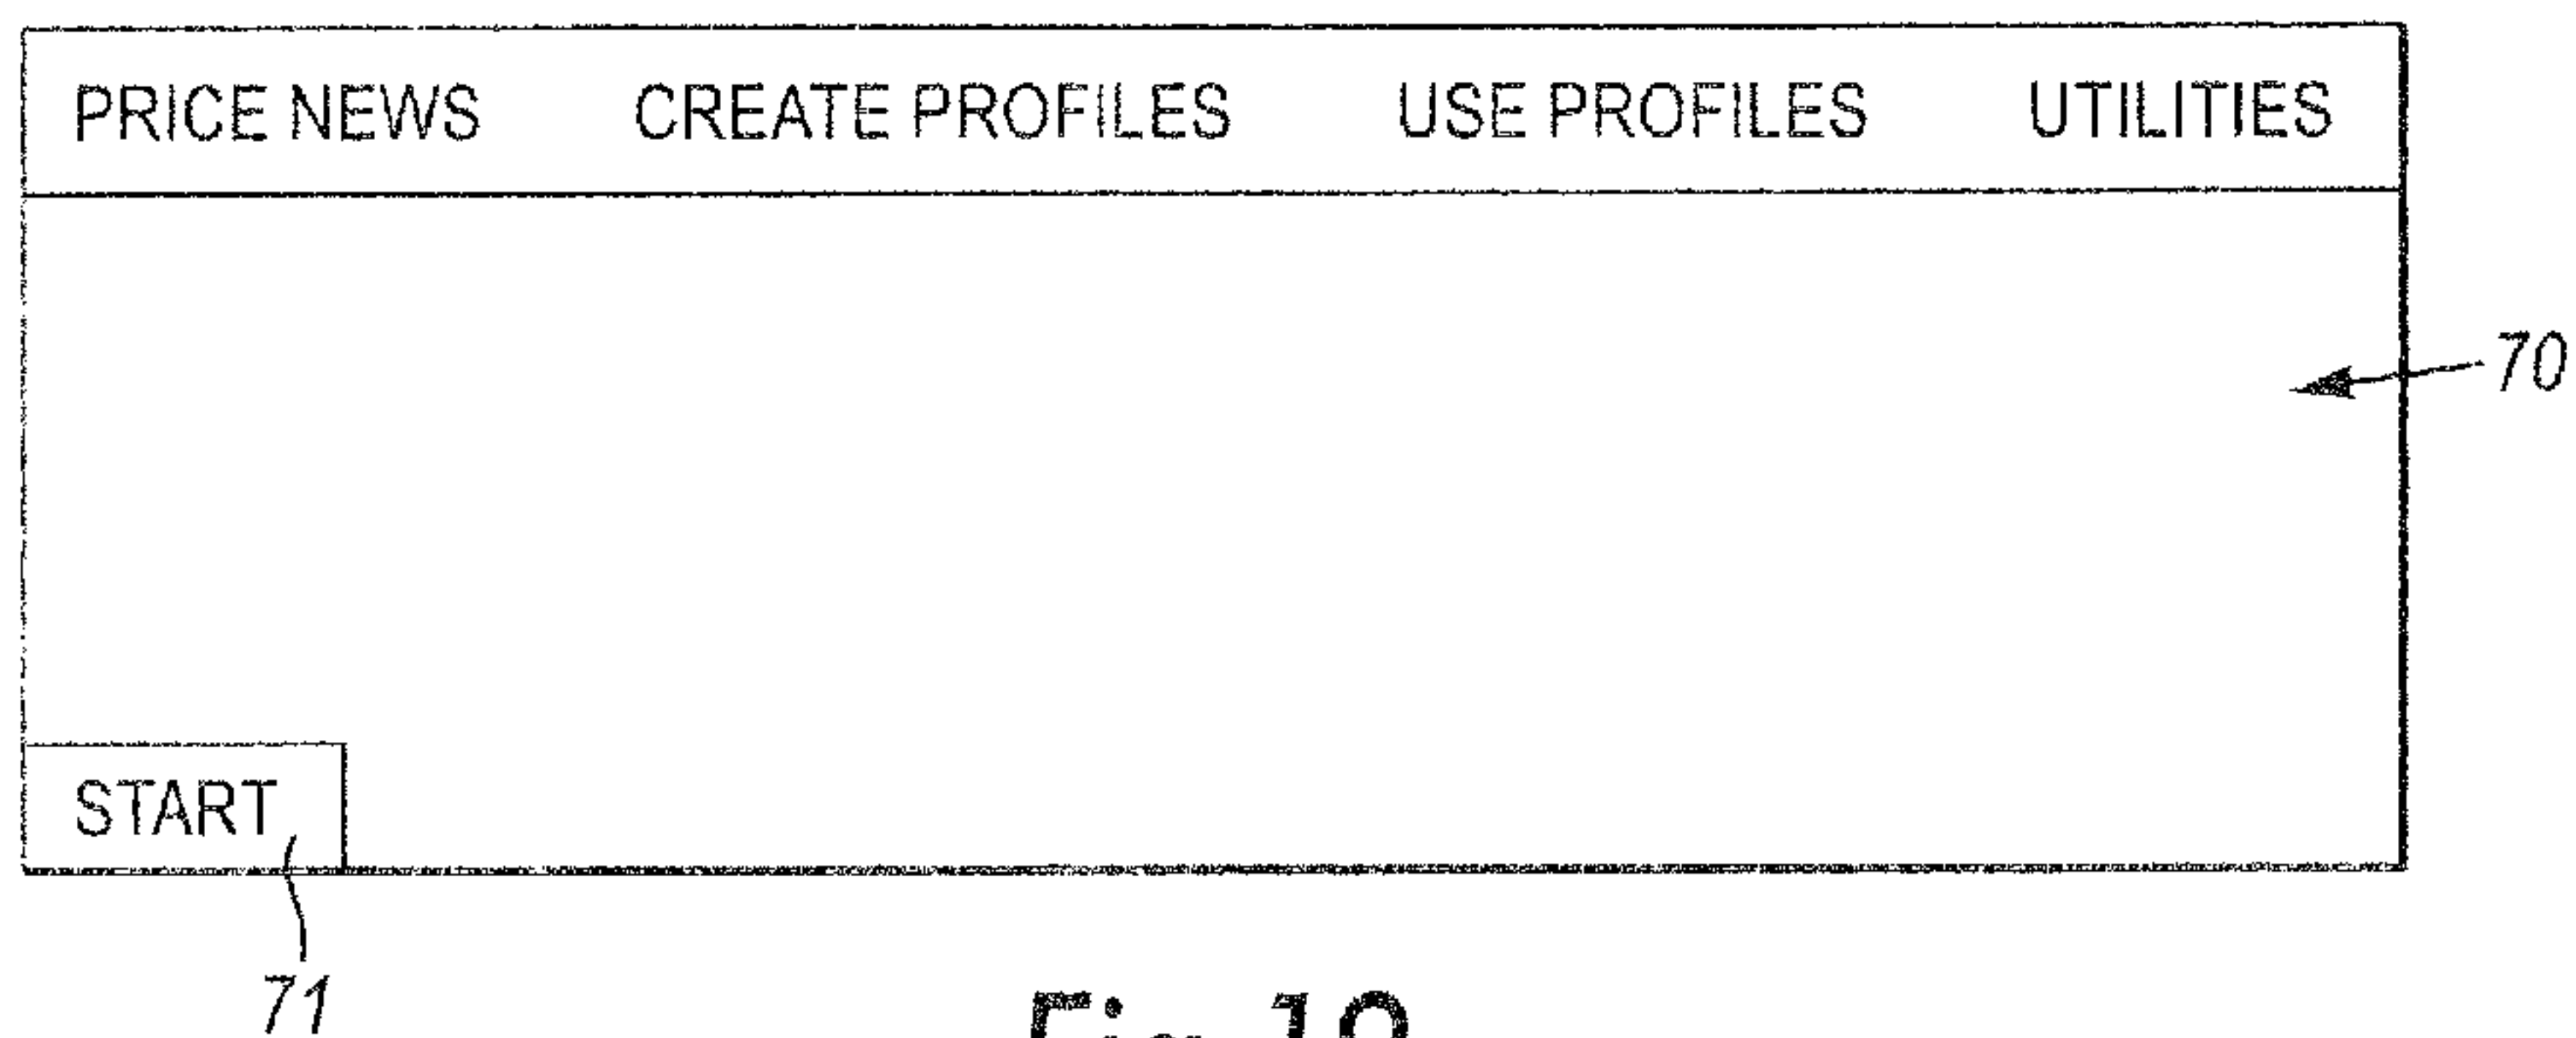 PRICE NEWS CREATE PROFILES USE PROFILES UTILITIES
70
START
71